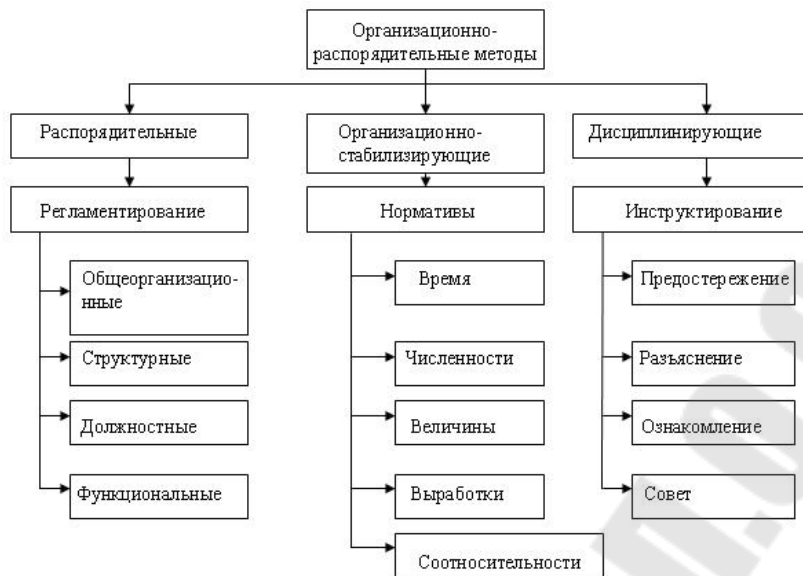 Организационно-
распорядительные методы
Распорядительные
Организационно-
стабилизирующие
Дисциплинирующие
Регламентирование
Нормативы
Инструктирование
Общеорганизацио-
нные
Время
Предостережение
Структурные
Численности
Разъяснение
Должностные
Величины
Ознакомление
Функциональные
Выработки
Совет
Соотносительности